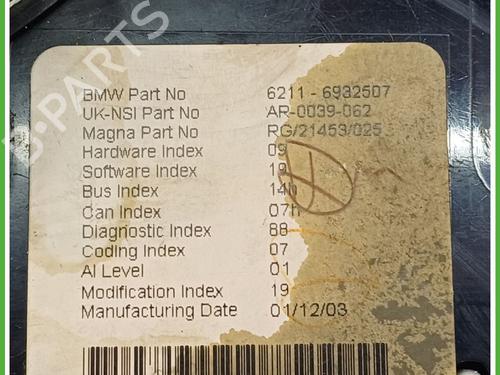 BMW Part No 6211 - 6932507
UK-NSI Part No AR-0039-062
Magna Part No RG/21453/025
Hardware Index 09
Software Index
Bus Index 14h
Can Index 07h
Diagnostic Index 88
Coding Index 07
AI Level 01
Modification Index 19
Manufacturing Date 01/12/03
B-PARTS